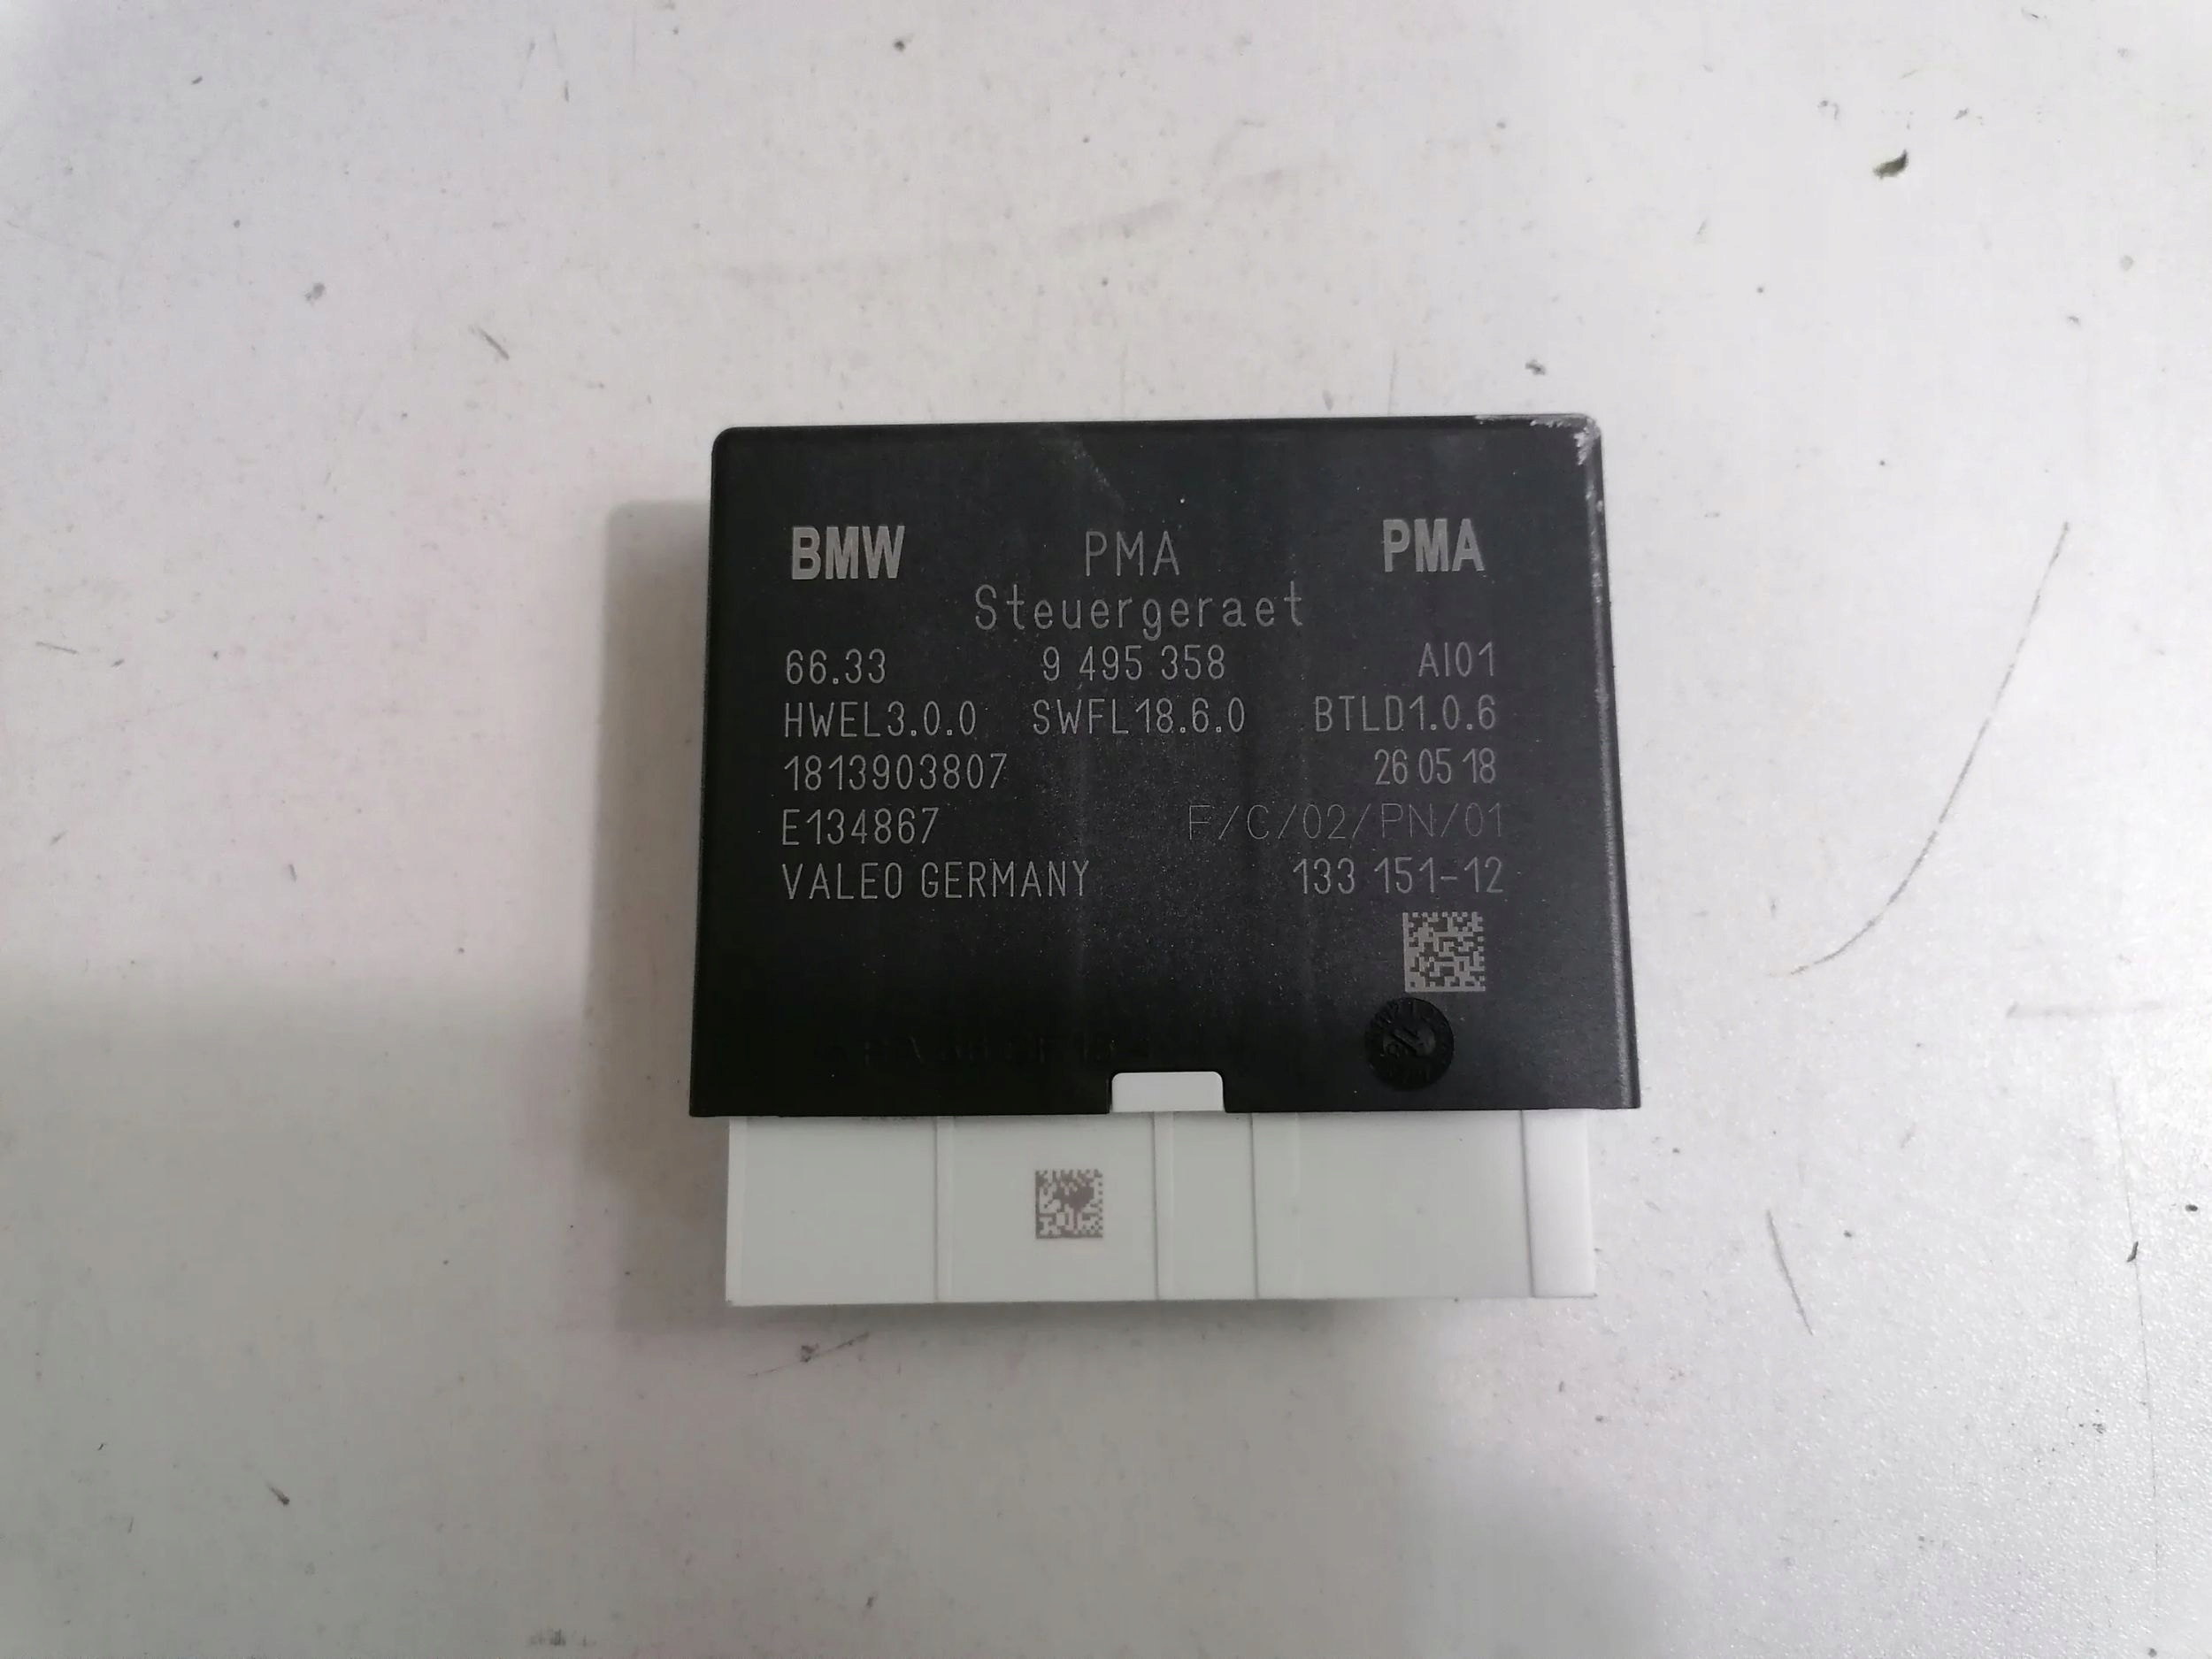 BMW PMA PMA
Steuergeraet
66.33 9 495 358 AI01
HWEL3.0.0 SWFL18.6.0 BTLD1.0.6
1813903807 26 05 18
E134867 F/C/02/PN/01
VALEO GERMANY 133 151-12